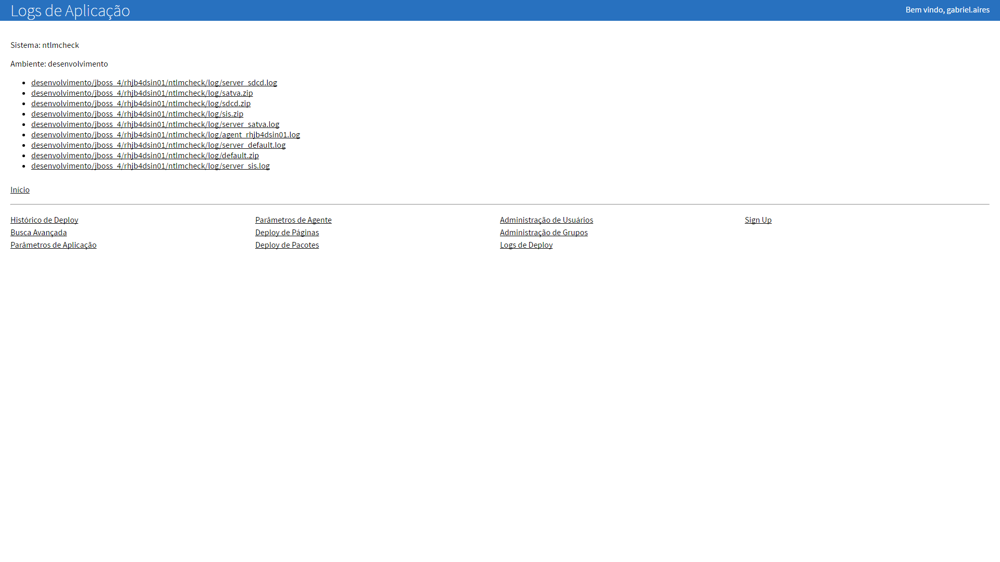 Logs de Aplicação
Bem vindo, gabriel.aires
Sistema: ntlmcheck
Ambiente: desenvolvimento
desenvolvimento/jboss_4/rhjb4dsin01/ntlmcheck/log/server_sdcd.log
desenvolvimento/jboss_4/rhjb4dsin01/ntlmcheck/log/satva.zip
desenvolvimento/jboss_4/rhjb4dsin01/ntlmcheck/log/sdcd.zip
desenvolvimento/jboss_4/rhjb4dsin01/ntlmcheck/log/sis.zip
desenvolvimento/jboss_4/rhjb4dsin01/ntlmcheck/log/server_satva.log
desenvolvimento/jboss_4/rhjb4dsin01/ntlmcheck/log/agent_rhjb4dsin01.log
desenvolvimento/jboss_4/rhjb4dsin01/ntlmcheck/log/server_default.log
desenvolvimento/jboss_4/rhjb4dsin01/ntlmcheck/log/default.zip
desenvolvimento/jboss_4/rhjb4dsin01/ntlmcheck/log/server_sis.log
Início
Histórico de Deploy
Busca Avançada
Parâmetros de Aplicação
Parâmetros de Agente
Deploy de Páginas
Deploy de Pacotes
Administração de Usuários
Administração de Grupos
Logs de Deploy
Sign Up